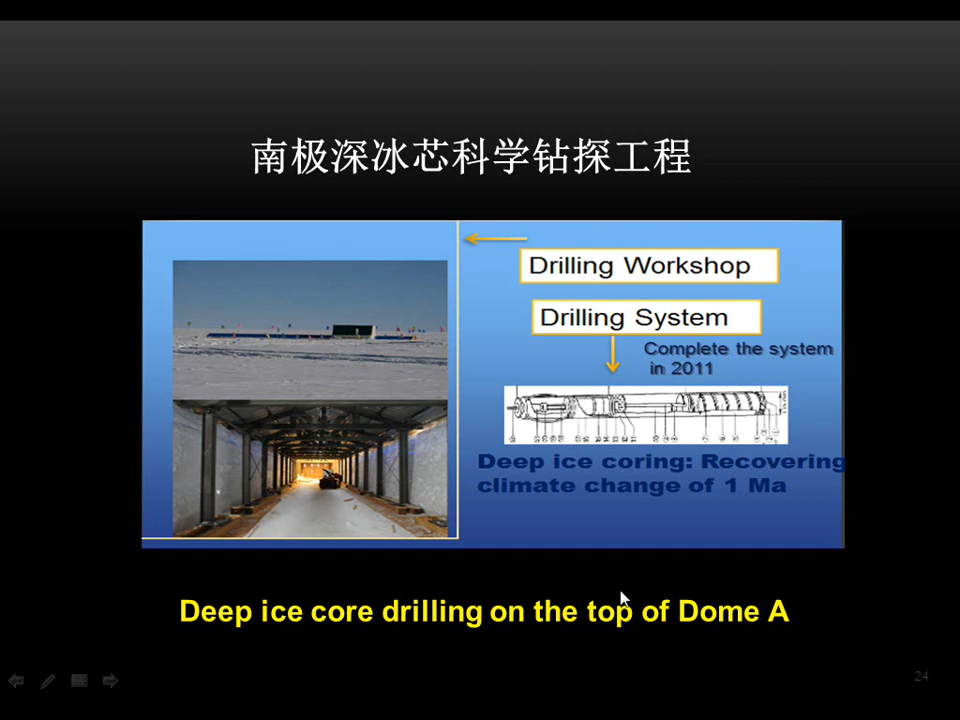 南极深冰芯科学钻探工程
Drilling Workshop
Drilling System
Complete the system
in 2011
Deep ice coring: Recovering
climate change of 1 Ma
Deep ice core drilling on the top of Dome A
24